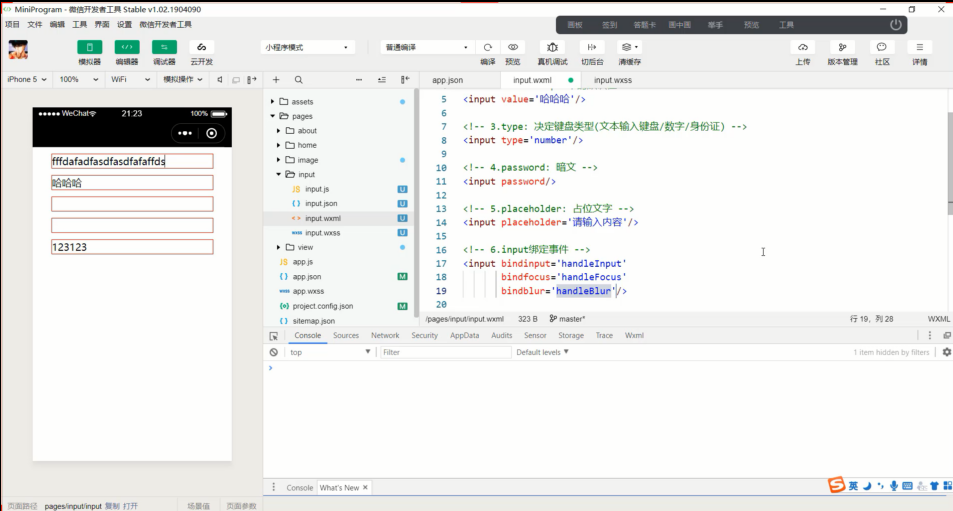 MiniProgram - 微信开发者工具 Stable v1.02.1904090
项目 文件 编辑 工具 界面 设置 微信开发者工具
画板 签到 答题卡 画中画 举手 预览 工具
模拟器 编辑器 调试器 云开发
小程序模式 普通编译
编译 预览 真机调试 切后台 清缓存
上传 版本管理 社区 详情
iPhone 5 100% WiFi 模拟操作
app.json input.wxml input.wxss
WeChat 21:23 100%
fffdafadfasdfasdfafaffds
哈哈哈
123123
assets
pages
about
home
image
input
JS input.js U
{ } input.json U
< > input.wxml U
wxss input.wxss U
view
JS app.js
{ } app.json M
wxss app.wxss
{o} project.config.json M
{ } sitemap.json
5 <input value='哈哈哈'/>
6
7 <!-- 3.type: 决定键盘类型(文本输入键盘/数字/身份证) -->
8 <input type='number'/>
9
10 <!-- 4.password: 暗文 -->
11 <input password/>
12
13 <!-- 5.placeholder: 占位文字 -->
14 <input placeholder='请输入内容'/>
15
16 <!-- 6.input绑定事件 -->
17 <input bindinput='handleInput'
18 bindfocus='handleFocus'
19 bindblur='handleBlur'/>
20
/pages/input/input.wxml 323 B master* 行 19，列 28 WXML
Console Sources Network Security AppData Audits Sensor Storage Trace Wxml
top Filter Default levels 1 item hidden by filters
Console What's New ×
英
页面路径 pages/input/input 复制 打开 场景值 页面参数